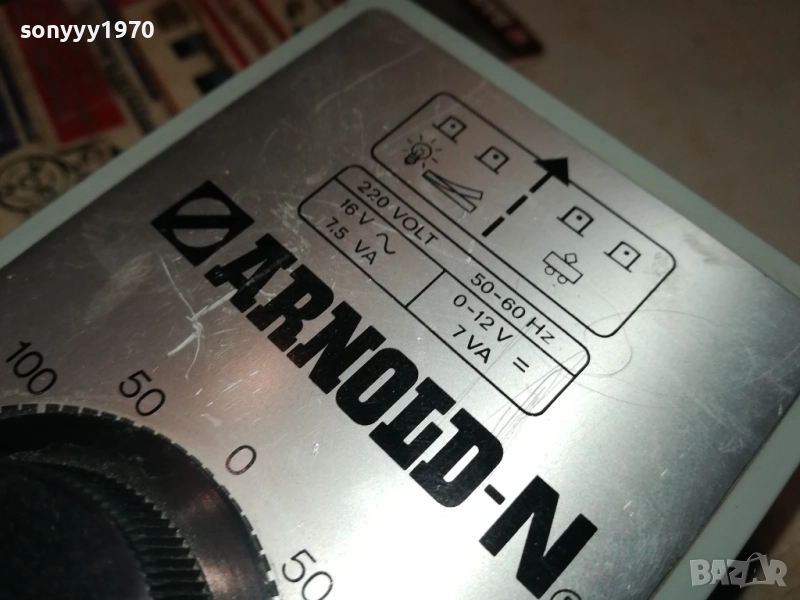 sonyyy1970
220 VOLT 50-60 Hz
16 V ~
7.5 VA
0-12 V =
7 VA
ARNOLD-N
100
50
0
50
BAZAR